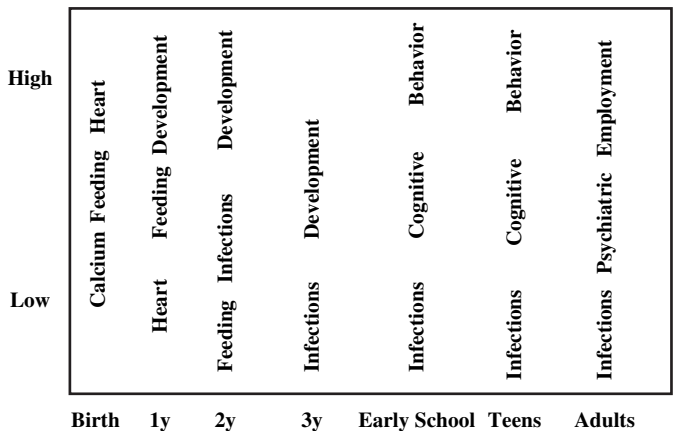 High
Low
Calcium Feeding Heart
Heart Feeding Development
Feeding Infections Development
Infections Development
Infections Cognitive Behavior
Infections Cognitive Behavior
Infections Psychiatric Employment
Birth 1y 2y 3y Early School Teens Adults